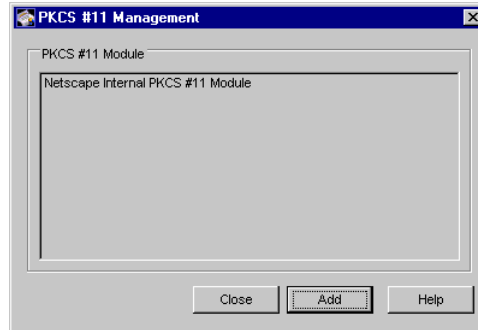 PKCS #11 Management
PKCS #11 Module
Netscape Internal PKCS #11 Module
Close
Add
Help